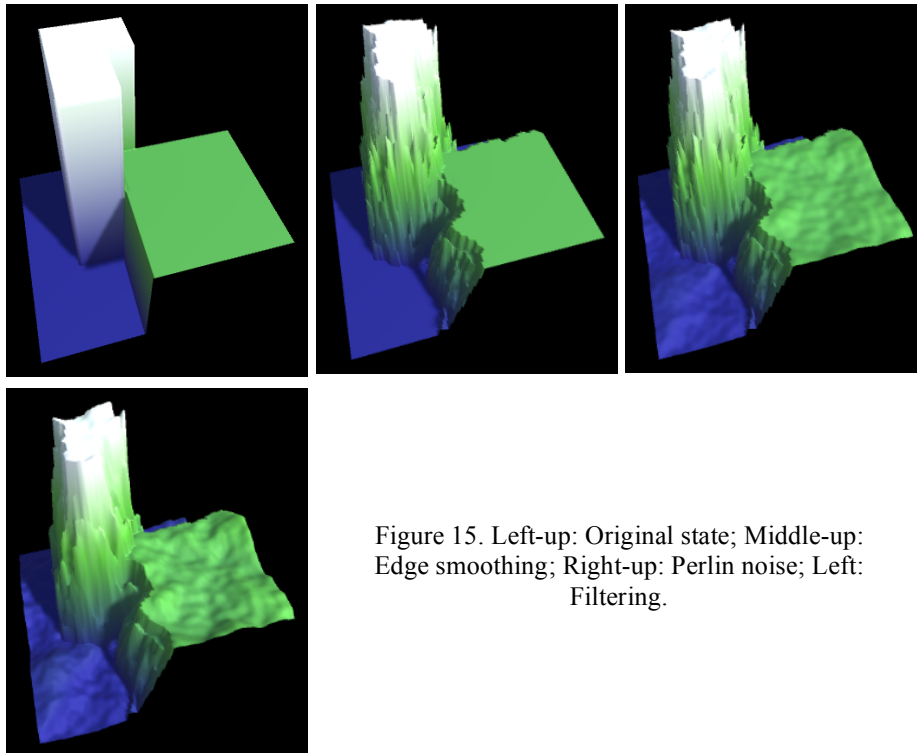 Figure 15. Left-up: Original state; Middle-up:
Edge smoothing; Right-up: Perlin noise; Left:
Filtering.